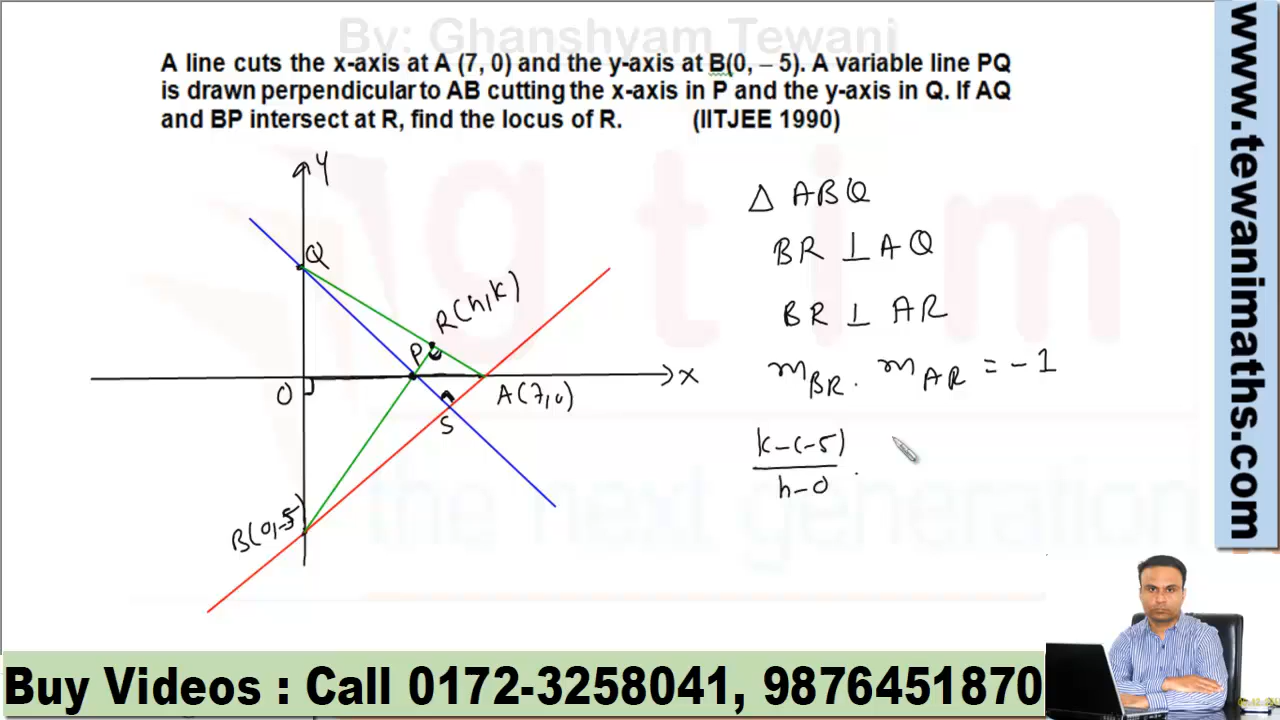 By: Ghanshyam Tewani
A line cuts the x-axis at A (7, 0) and the y-axis at B(0, – 5). A variable line PQ
is drawn perpendicular to AB cutting the x-axis in P and the y-axis in Q. If AQ
and BP intersect at R, find the locus of R. (IITJEE 1990)
Y
Q
R(h,k)
P
O
A(7,0)
X
S
B(0,-5)
△ ABQ
BR ⊥ AQ
BR ⊥ AR
m_BR . m_AR = -1
k-(-5)
h-0 .
gtim
the next generation
www.tewanimaths.com
Buy Videos : Call 0172-3258041, 9876451870